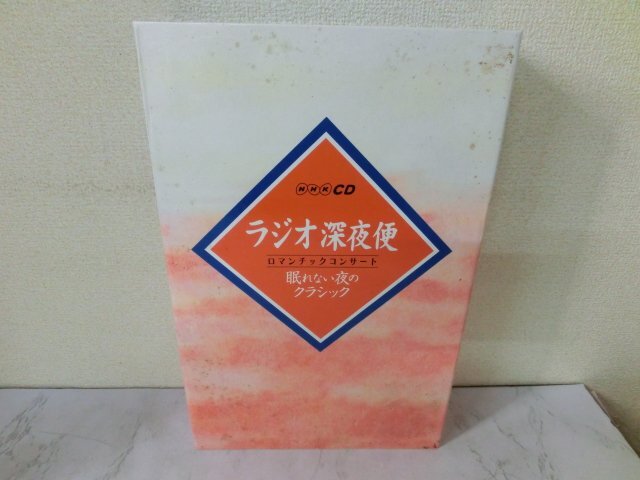 NHK CD
ラジオ深夜便
ロマンチックコンサート
眠れない夜の
クラシック